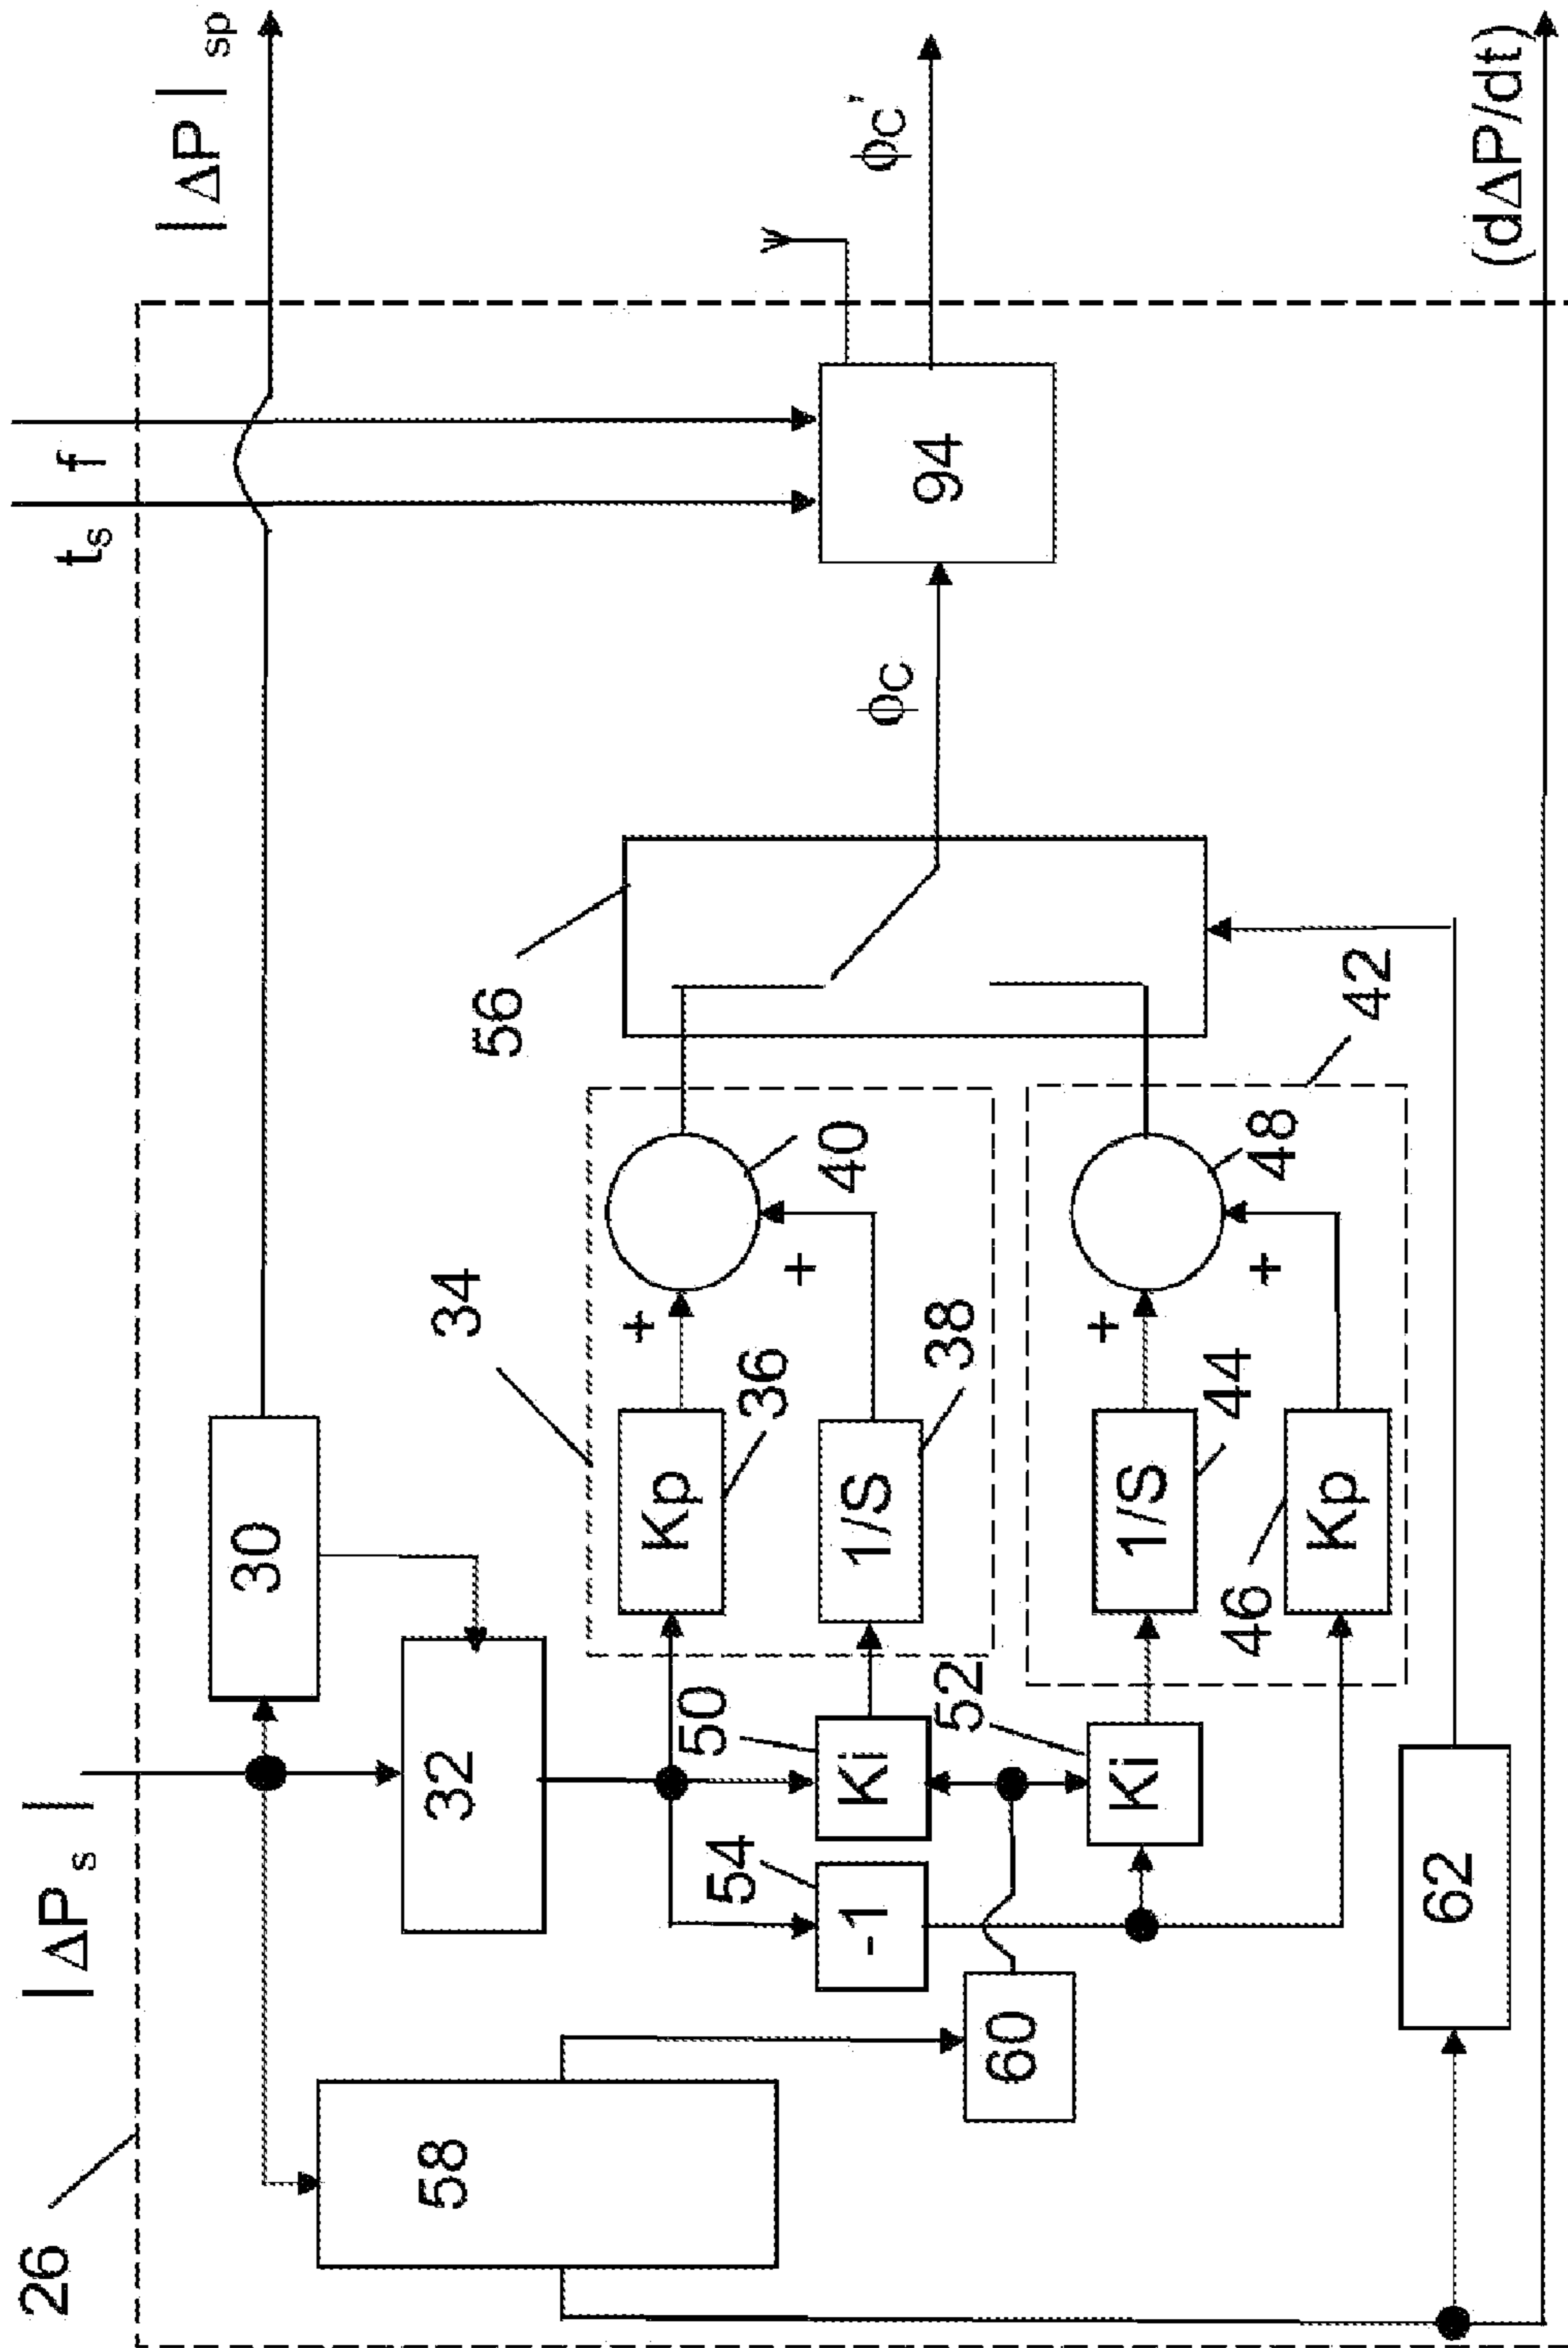 26
| ΔP s |
| ΔP | sp
ts
f
30
32
58
34
Kp
36
+
40
+
1/S
38
50
Ki
54
-1
52
Ki
60
1/S
44
+
48
+
46
Kp
42
56
ϕC
94
ϕC'
62
(dΔP/dt)